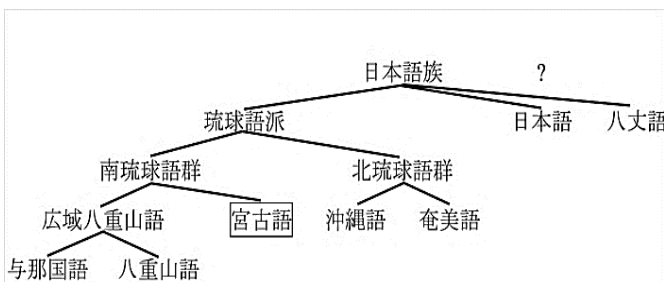 日本語族 ?
琉球語派 日本語 八丈語
南琉球語群 北琉球語群
広域八重山語 宮古語 沖縄語 奄美語
与那国語 八重山語